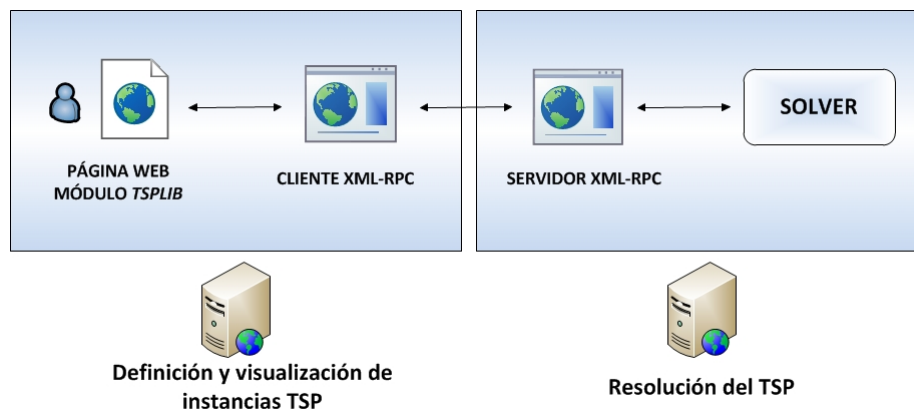 PÁGINA WEB
MÓDULO TSPLIB
CLIENTE XML-RPC
SERVIDOR XML-RPC
SOLVER
Definición y visualización de
instancias TSP
Resolución del TSP